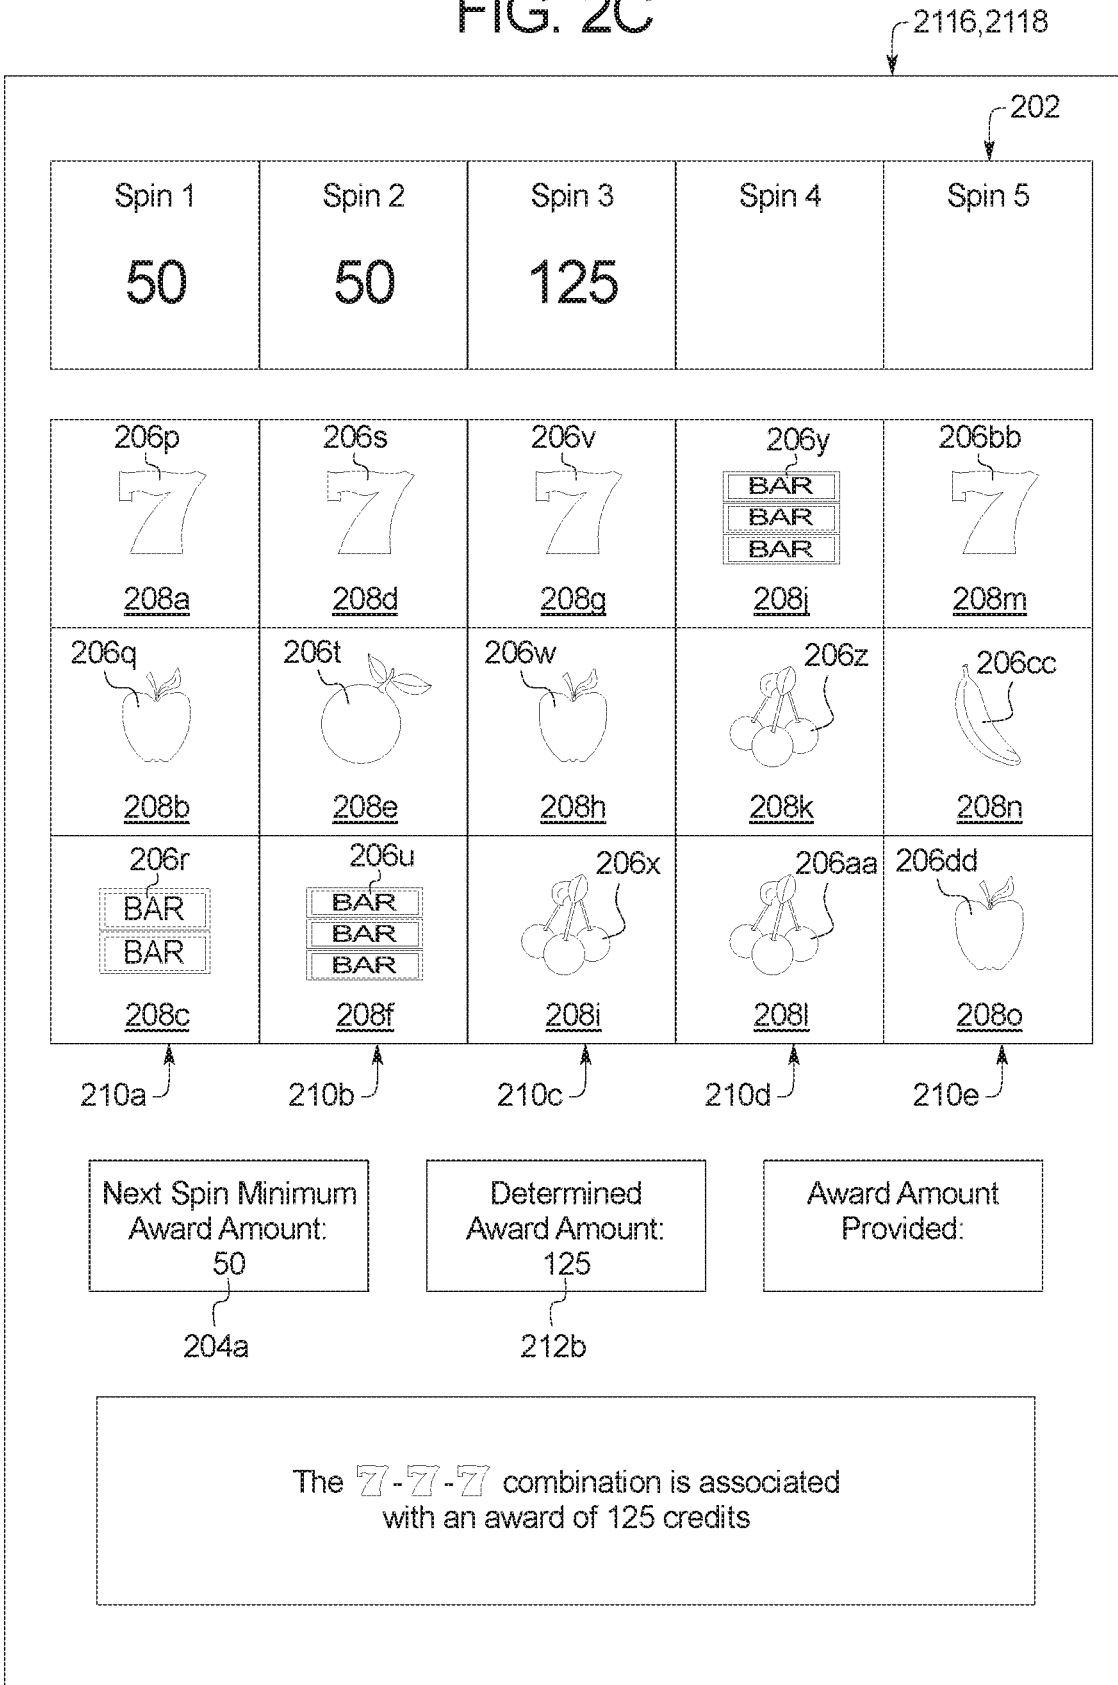 FIG. 2C
2116,2118
202
Spin 1 Spin 2 Spin 3 Spin 4 Spin 5
50 50 125
206p 206s 206v 206y 206bb
7 7 7 BAR 7
BAR
BAR
208a 208d 208g 208j 208m
206q 206t 206w 206z 206cc
208b 208e 208h 208k 208n
206r 206u 206x 206aa 206dd
BAR BAR
BAR BAR
BAR
208c 208f 208i 208l 208o
210a 210b 210c 210d 210e
Next Spin Minimum
Award Amount:
50
Determined
Award Amount:
125
Award Amount
Provided:
204a 212b
The 7-7-7 combination is associated
with an award of 125 credits